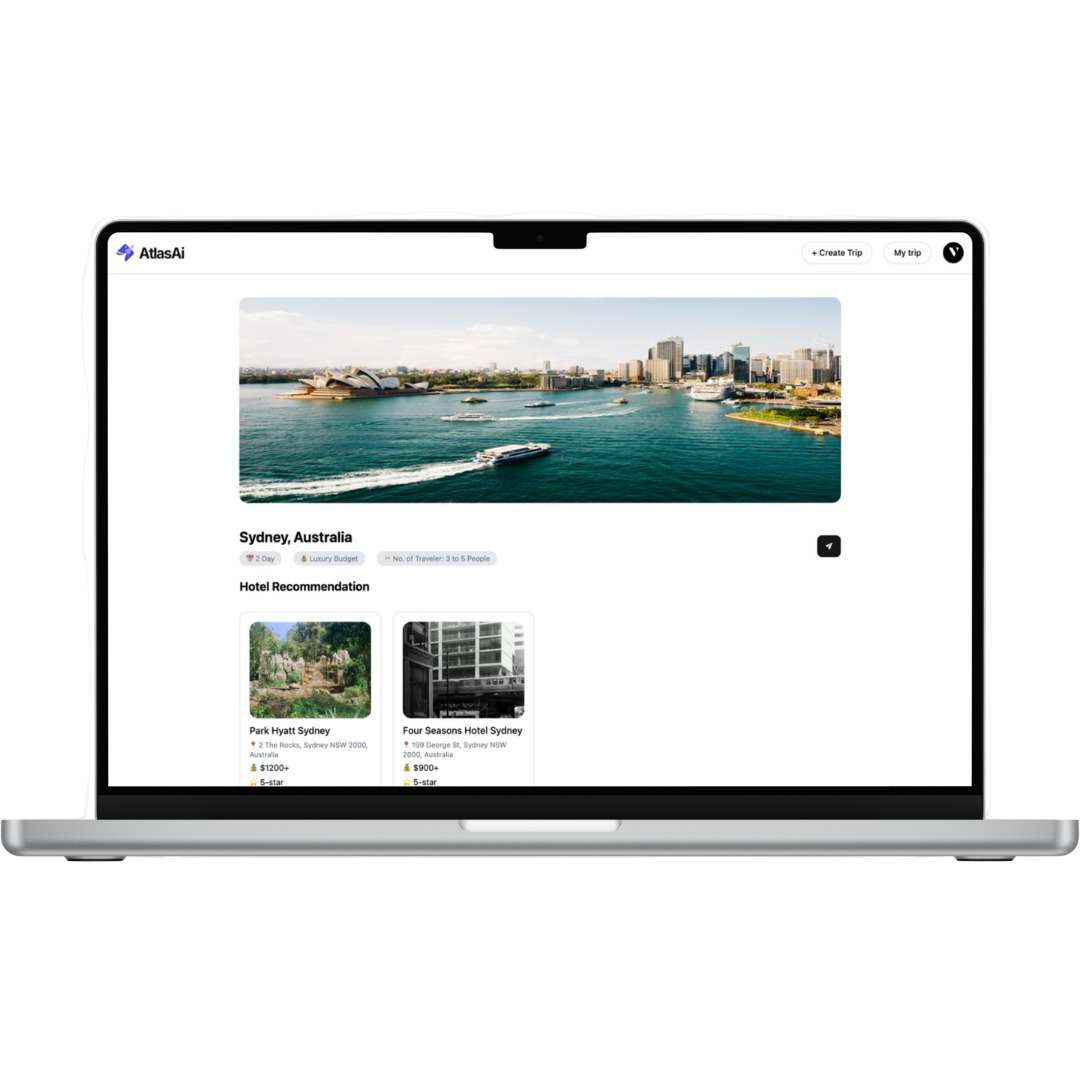 AtlasAi
+ Create Trip
My trip
Sydney, Australia
📅 2 Day
💰 Luxury Budget
🥂 No. of Traveler: 3 to 5 People
Hotel Recommendation
Park Hyatt Sydney
📍 2 The Rocks, Sydney NSW 2000,
Australia
💰 $1200+
⭐ 5-star
Four Seasons Hotel Sydney
📍 199 George St, Sydney NSW
2000, Australia
💰 $900+
⭐ 5-star